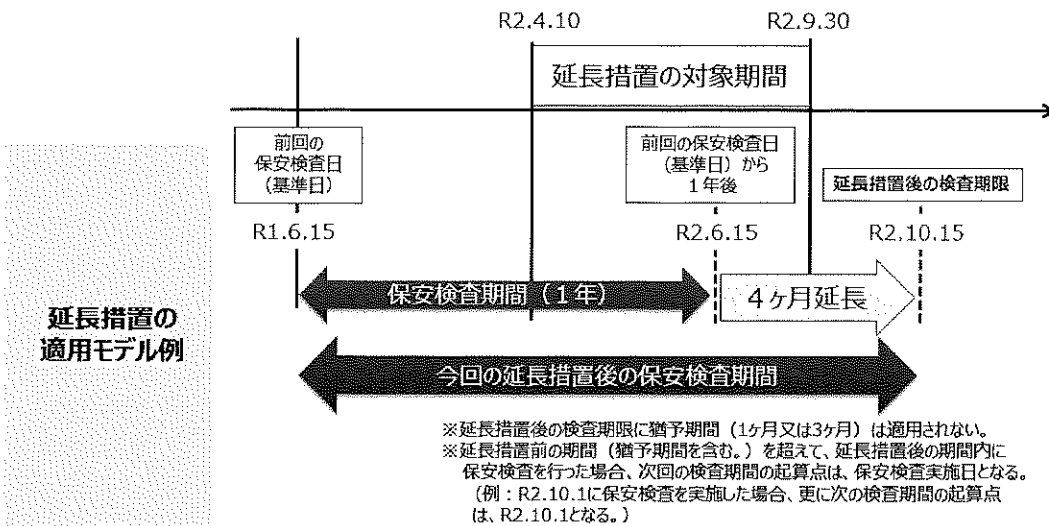 R2.4.10
R2.9.30
延長措置の対象期間
前回の
保安検査日
（基準日）
前回の保安検査日
（基準日）から
1年後
延長措置後の検査期限
R1.6.15
R2.6.15
R2.10.15
保安検査期間（1年）
4ヶ月延長
延長措置の
適用モデル例
今回の延長措置後の保安検査期間
※延長措置後の検査期限に猶予期間（1ヶ月又は3ヶ月）は適用されない。
※延長措置前の期間（猶予期間を含む。）を超えて、延長措置後の期間内に
保安検査を行った場合、次回の検査期間の起算点は、保安検査実施日となる。
（例：R2.10.1に保安検査を実施した場合、更に次の検査期間の起算点
は、R2.10.1となる。）